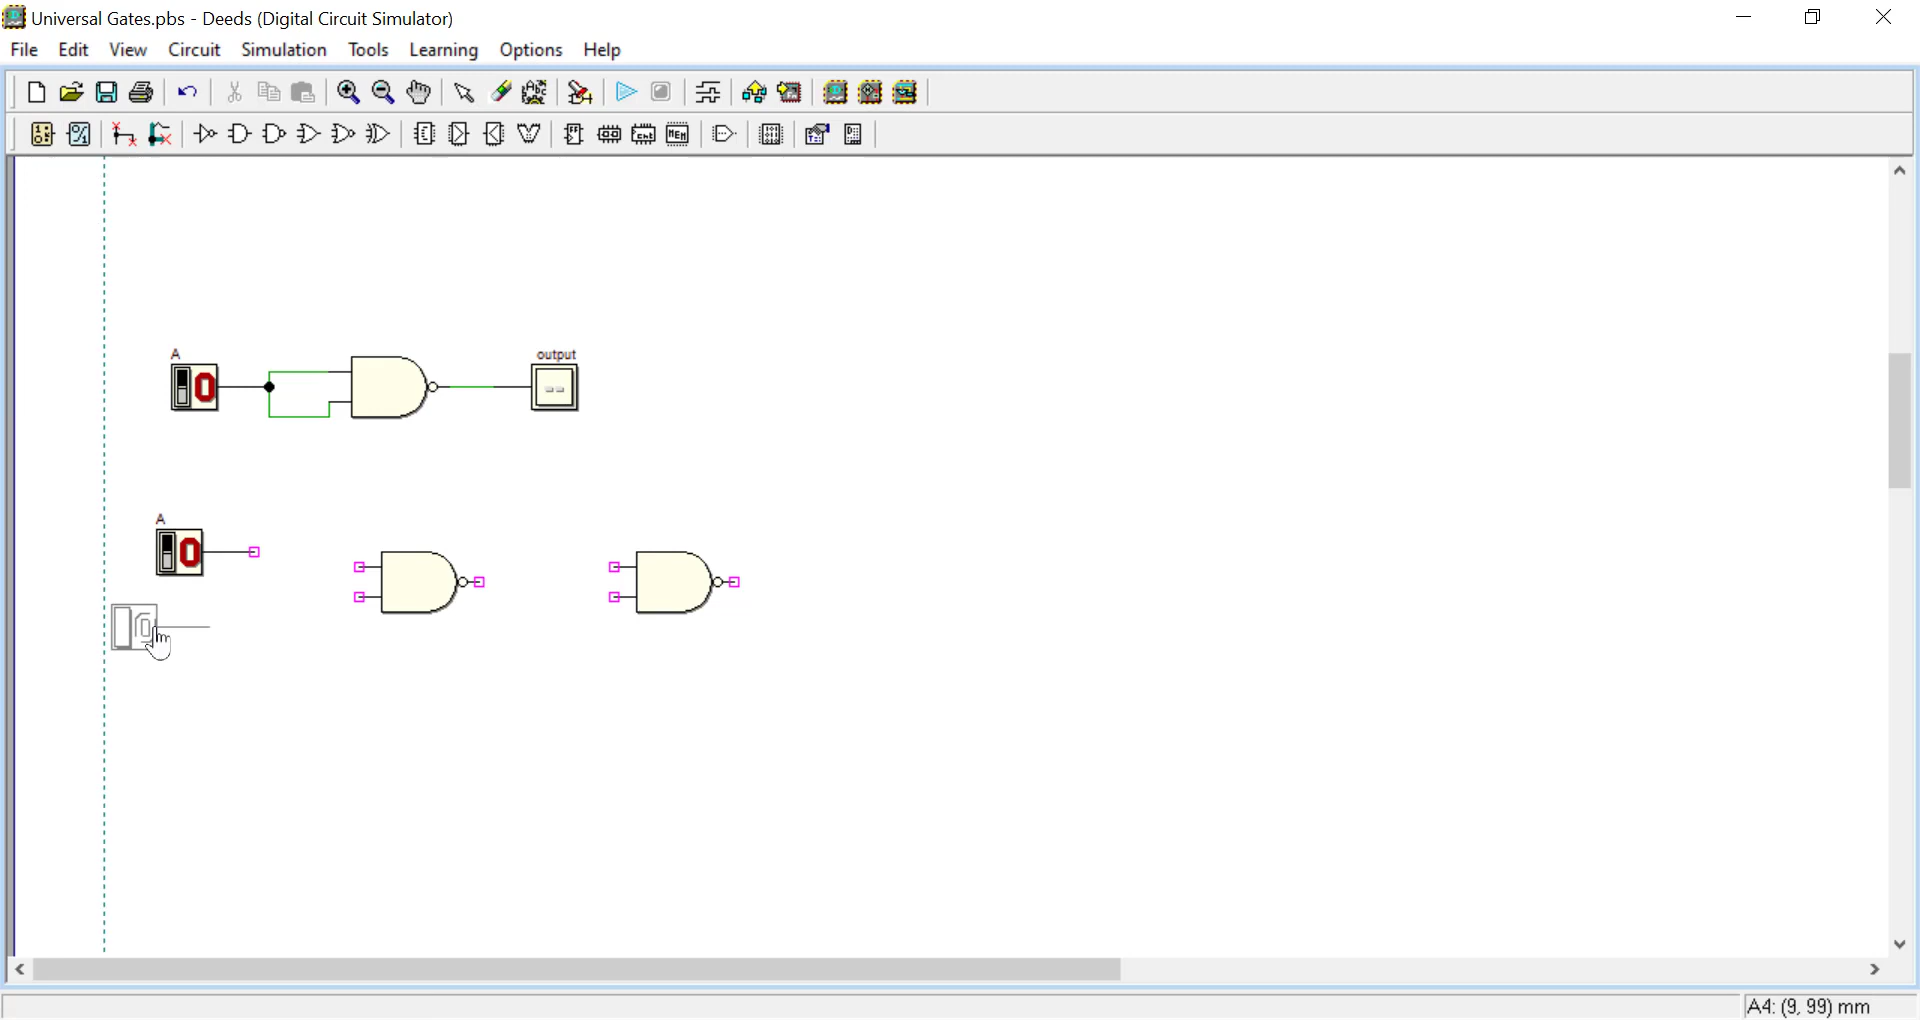 Universal Gates.pbs - Deeds (Digital Circuit Simulator)
File Edit View Circuit Simulation Tools Learning Options Help
A
output
0
--
A
0
A4: (9, 99) mm